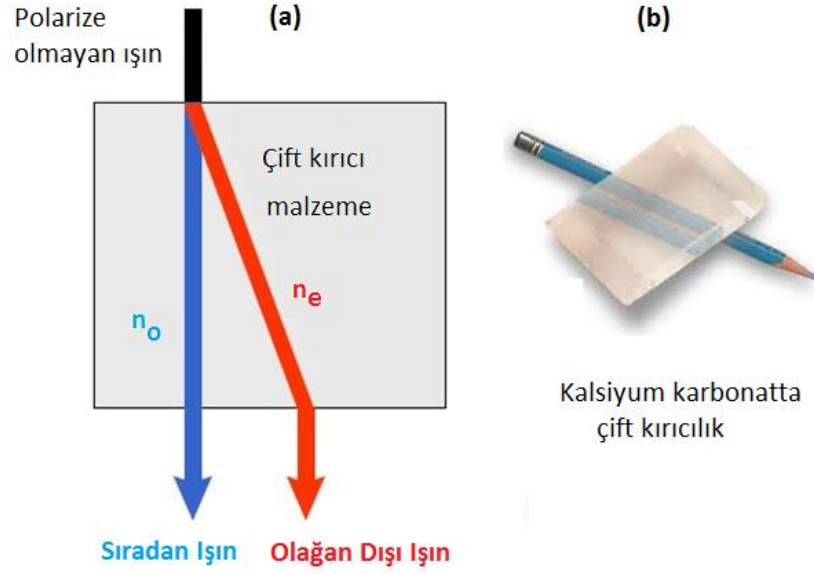 Polarize
olmayan ışın
(a)
Çift kırıcı
malzeme
no
ne
Sıradan Işın
Olağan Dışı Işın
(b)
Kalsiyum karbonatta
çift kırıcılık